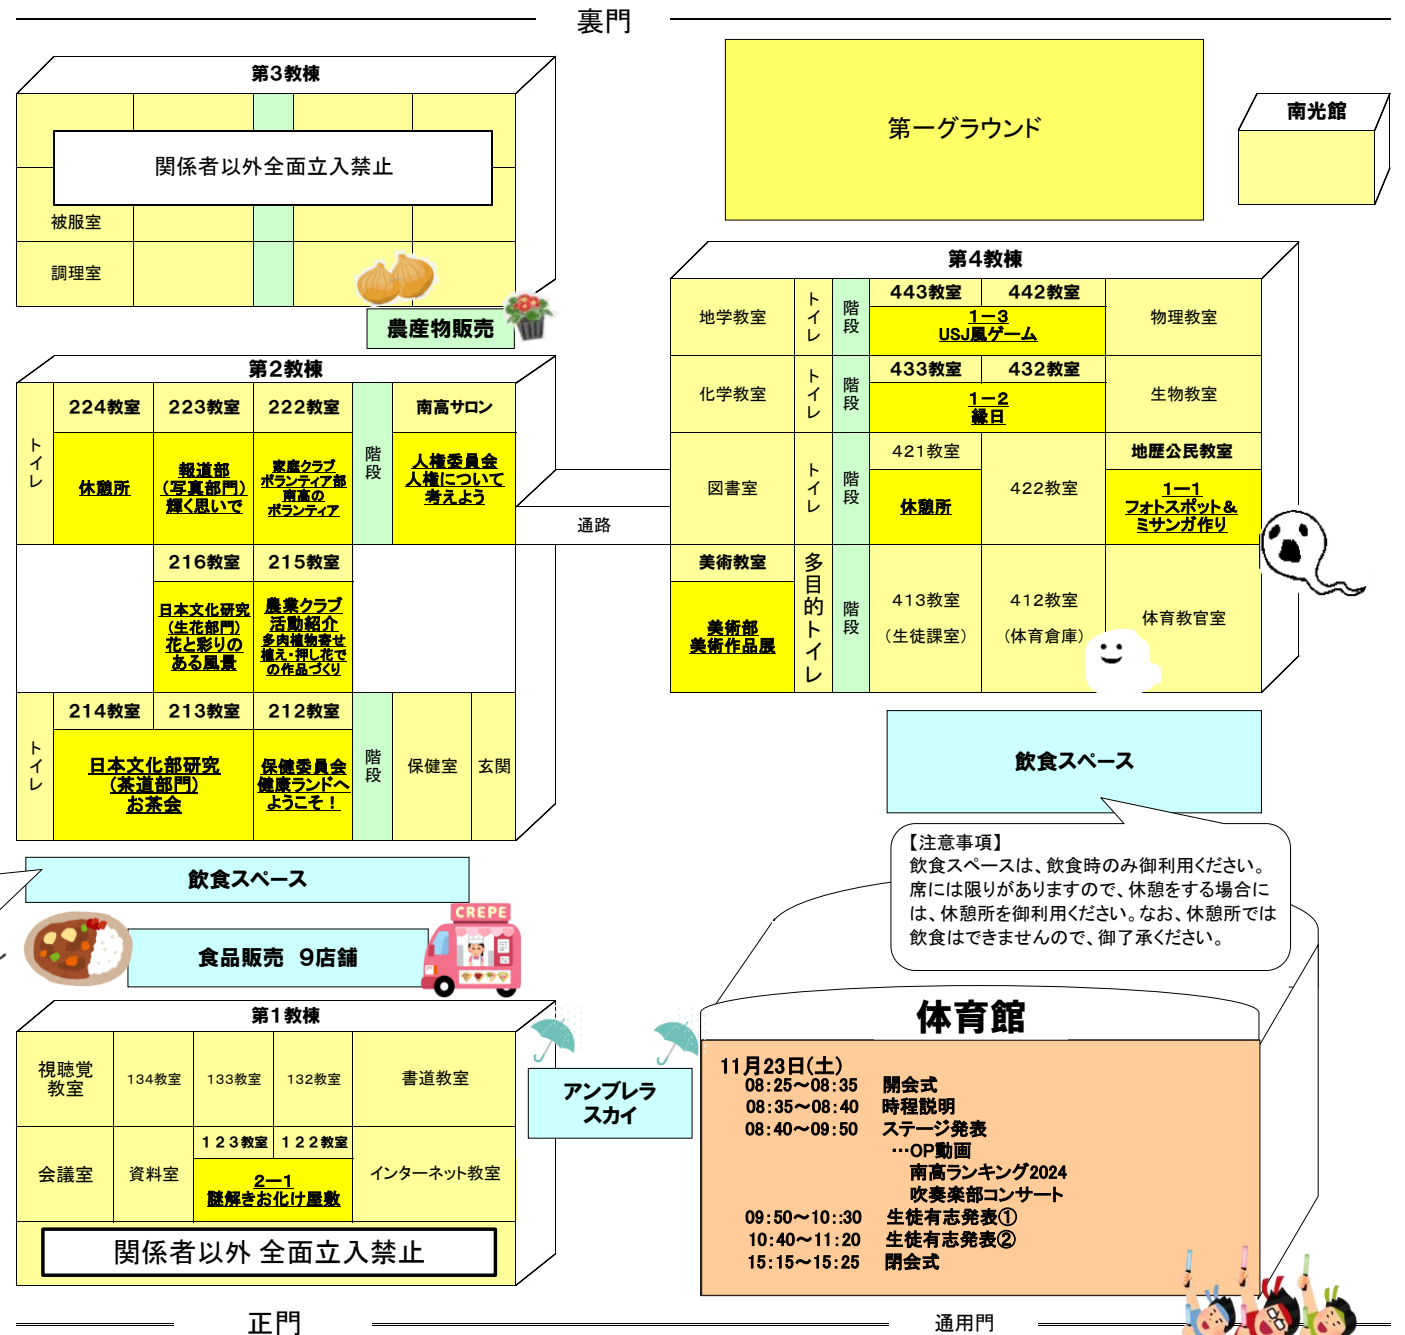 裏門
第3教棟
関係者以外全面立入禁止
被服室
調理室
農産物販売
第一グラウンド
南光館
第4教棟
地学教室
トイレ
階段
443教室
442教室
1－3
USJ風ゲーム
物理教室
化学教室
トイレ
階段
433教室
432教室
1－2
縁日
生物教室
図書室
トイレ
階段
421教室
休憩所
422教室
地歴公民教室
1－1
フォトスポット＆
ミサンガ作り
美術教室
美術部
美術作品展
多目的トイレ
階段
413教室
（生徒課室）
412教室
（体育倉庫）
体育教官室
第2教棟
トイレ
224教室
休憩所
223教室
報道部
（写真部門）
輝く思いで
222教室
家庭クラブ
ボランティア部
南高の
ボランティア
階段
南高サロン
人権委員会
人権について
考えよう
通路
216教室
日本文化研究
（生花部門）
花と彩りの
ある風景
215教室
農業クラブ
活動紹介
多肉植物寄せ
植え・押し花で
の作品づくり
トイレ
214教室
213教室
日本文化部研究
（茶道部門）
お茶会
212教室
保健委員会
健康ランドへ
ようこそ！
階段
保健室
玄関
飲食スペース
【注意事項】
飲食スペースは、飲食時のみ御利用ください。
席には限りがありますので、休憩をする場合に
は、休憩所を御利用ください。なお、休憩所では
飲食はできませんので、御了承ください。
飲食スペース
食品販売 9店舗
CREPE
第1教棟
視聴覚
教室
134教室
133教室
132教室
書道教室
会議室
資料室
１２３教室
１２２教室
2－1
謎解きお化け屋敷
インターネット教室
関係者以外 全面立入禁止
アンブレラ
スカイ
体育館
11月23日(土)
08：25～08：35 開会式
08：35～08：40 時程説明
08：40～09：50 ステージ発表
…OP動画
南高ランキング2024
吹奏楽部コンサート
09：50～10：:30 生徒有志発表①
10：40～11：20 生徒有志発表②
15：15～15：25 閉会式
正門
通用門